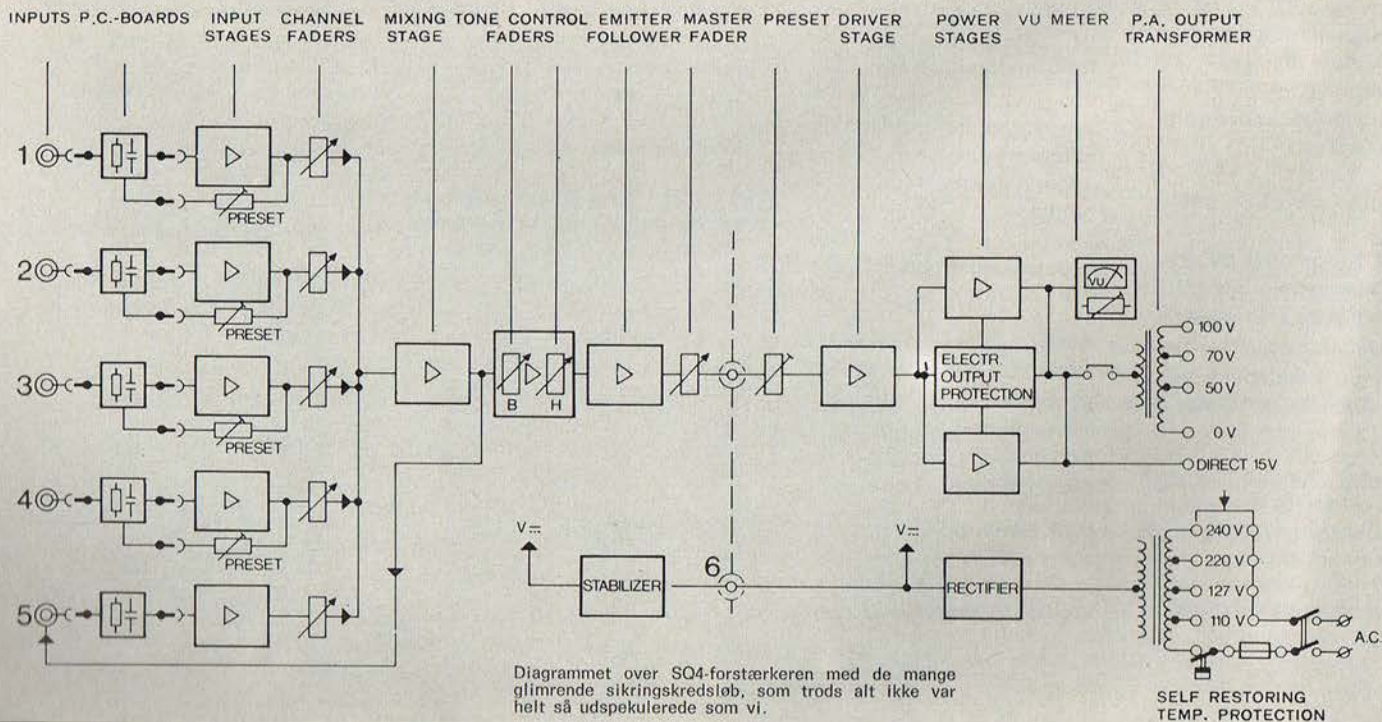 INPUTS P.C.-BOARDS INPUT CHANNEL MIXING TONE CONTROL EMITTER MASTER PRESET DRIVER POWER VU METER P.A. OUTPUT
STAGES FADERS STAGE FADERS FOLLOWER FADER STAGE STAGES TRANSFORMER
1
PRESET
2
PRESET
3
PRESET
4
PRESET
5
B H
VU
ELECTR.
OUTPUT
PROTECTION
100 V
70 V
50 V
0 V
DIRECT 15V
V
STABILIZER
6
V
RECTIFIER
240 V
220 V
127 V
110 V
A.C.
SELF RESTORING
TEMP. PROTECTION
Diagrammet over SQ4-forstærkeren med de mange
glimrende sikringskredsløb, som trods alt ikke var
helt så udspekulerede som vi.